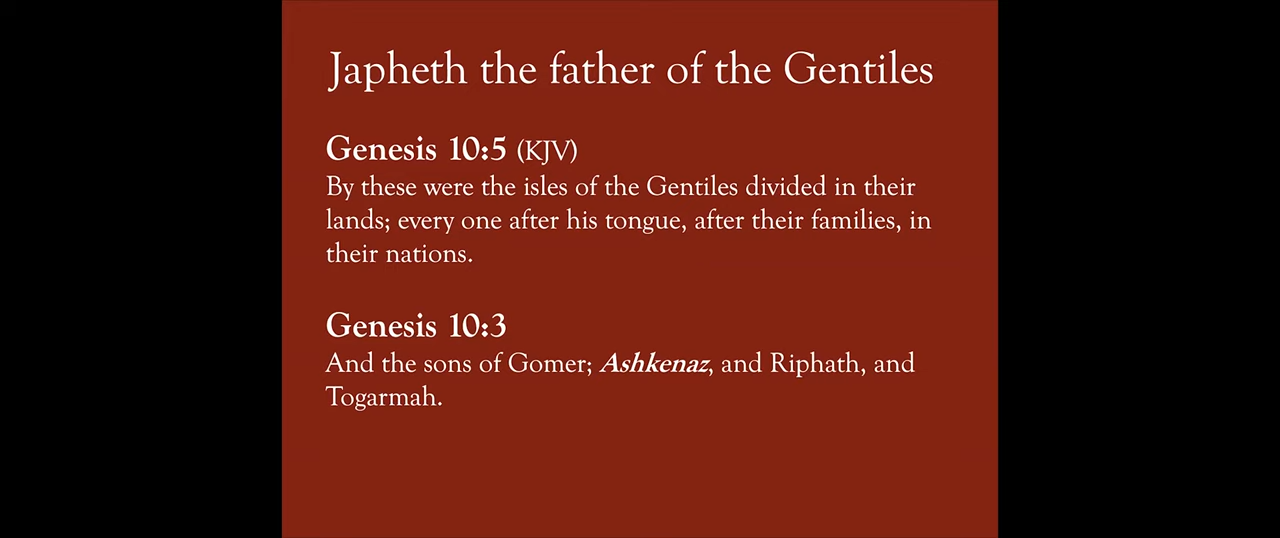 Japheth the father of the Gentiles
Genesis 10:5 (KJV)
By these were the isles of the Gentiles divided in their
lands; every one after his tongue, after their families, in
their nations.
Genesis 10:3
And the sons of Gomer; Ashkenaz, and Riphath, and
Togarmah.